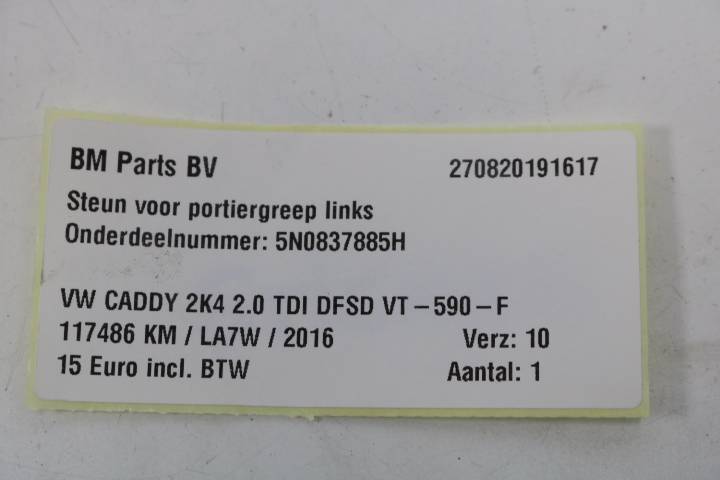 BM Parts BV 270820191617
Steun voor portiergreep links
Onderdeelnummer: 5N0837885H
VW CADDY 2K4 2.0 TDI DFSD VT-590-F
117486 KM / LA7W / 2016 Verz: 10
15 Euro incl. BTW Aantal: 1